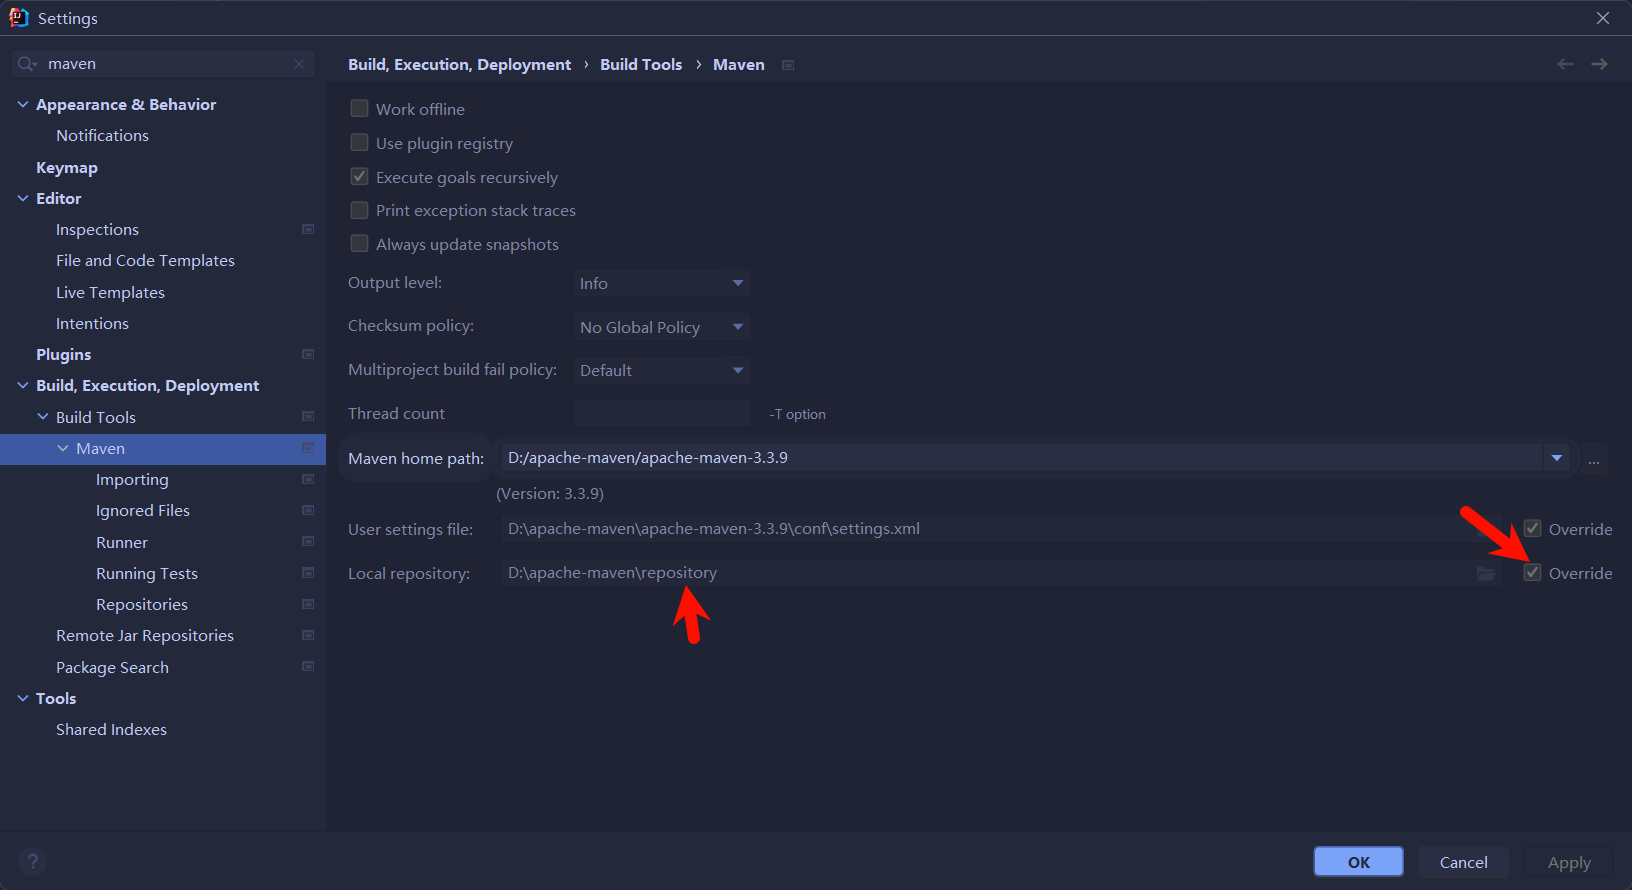 Settings
maven
Appearance & Behavior
Notifications
Keymap
Editor
Inspections
File and Code Templates
Live Templates
Intentions
Plugins
Build, Execution, Deployment
Build Tools
Maven
Importing
Ignored Files
Runner
Running Tests
Repositories
Remote Jar Repositories
Package Search
Tools
Shared Indexes
?
Build, Execution, Deployment › Build Tools › Maven
Work offline
Use plugin registry
Execute goals recursively
Print exception stack traces
Always update snapshots
Output level: Info
Checksum policy: No Global Policy
Multiproject build fail policy: Default
Thread count -T option
Maven home path: D:/apache-maven/apache-maven-3.3.9 ...
(Version: 3.3.9)
User settings file: D:\apache-maven\apache-maven-3.3.9\conf\settings.xml Override
Local repository: D:\apache-maven\repository Override
OK Cancel Apply